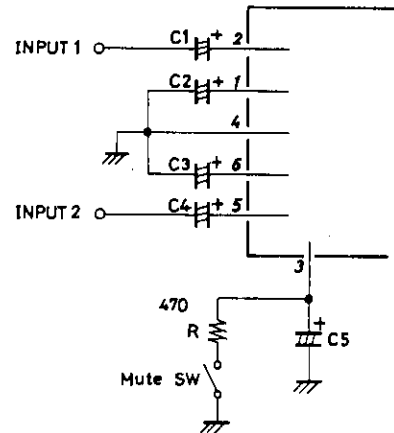 INPUT 1
C1 + 2
C2 + 1
4
C3 + 6
INPUT 2
C4 + 5
3
470
R
+
C5
Mute SW